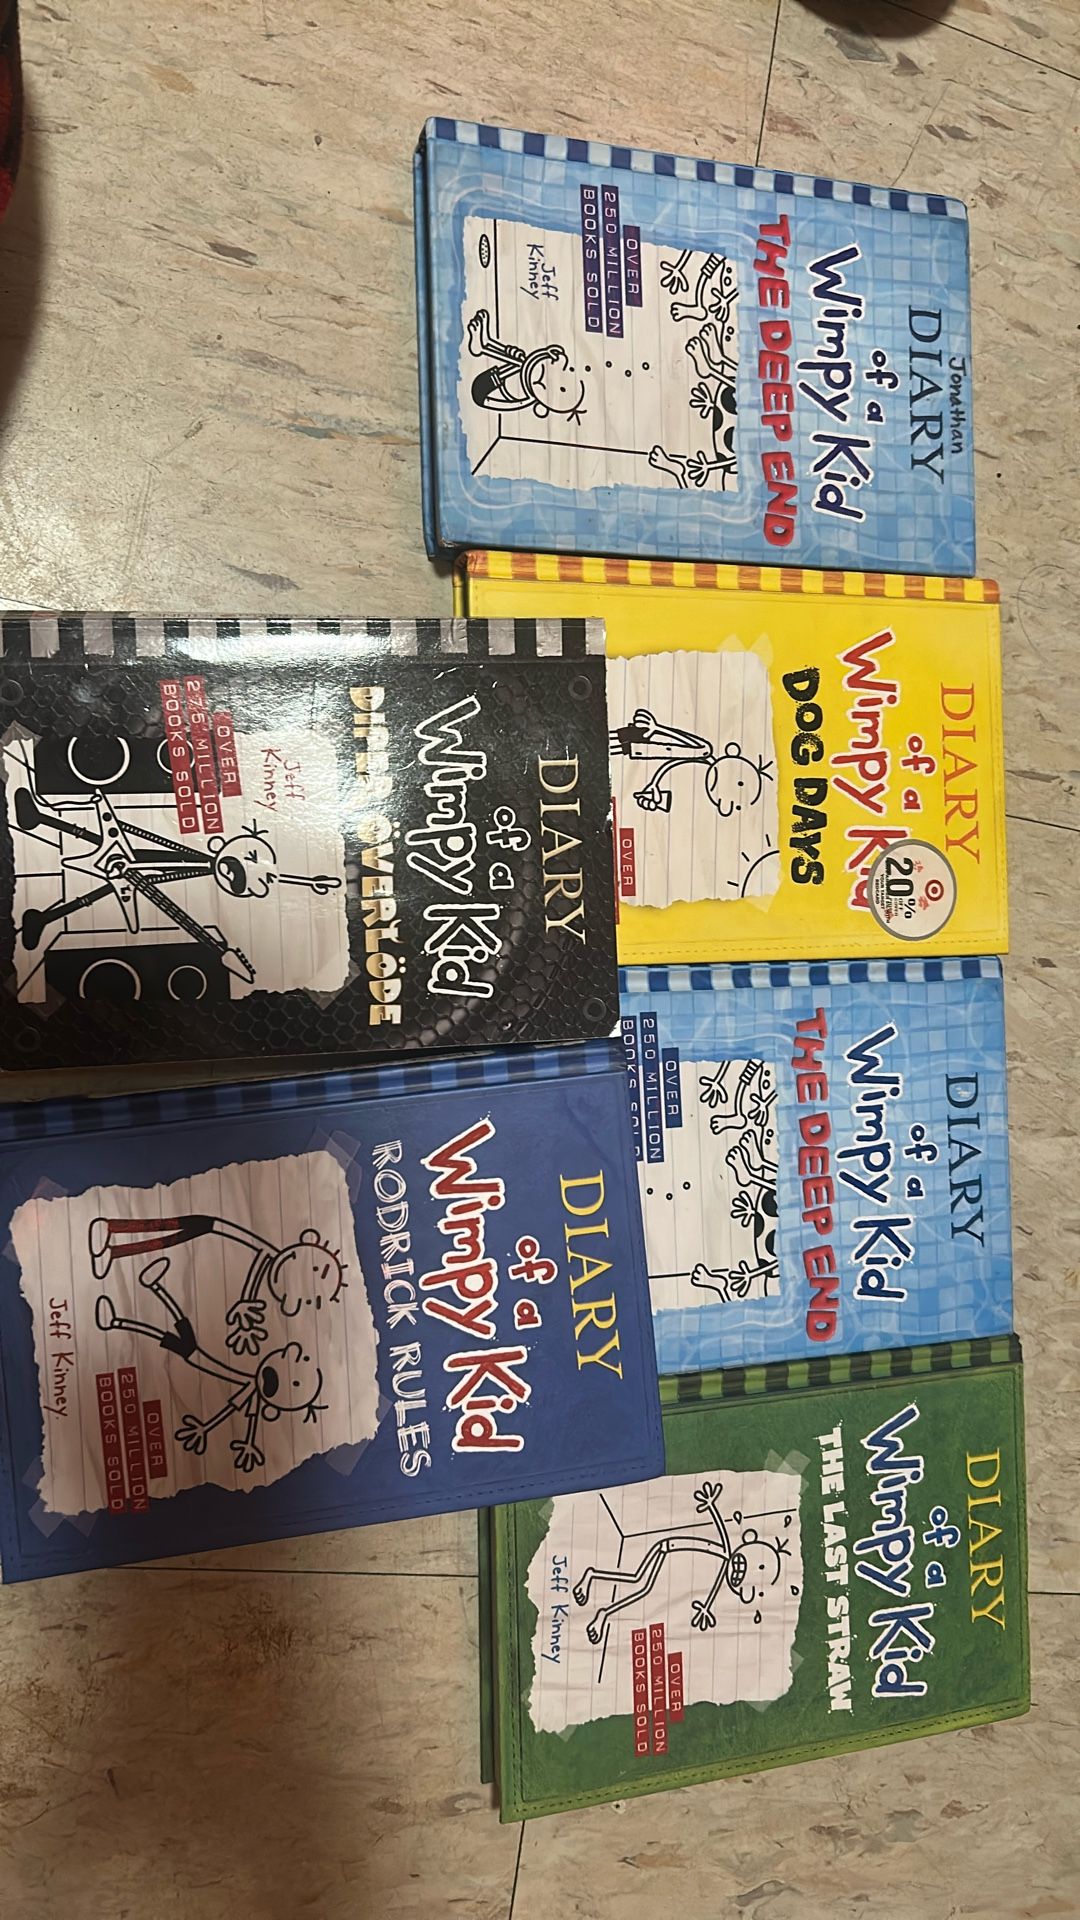 Jonathan
DIARY
of a
Wimpy Kid
THE DEEP END
OVER
250 MILLION
BOOKS SOLD
Jeff
Kinney
DIARY
of a
Wimpy Kid
DOG DAYS
OVER
20%
DIARY
of a
Wimpy Kid
THE DEEP END
OVER
250 MILLION
BOOKS SOLD
DIARY
of a
Wimpy Kid
THE LAST STRAW
OVER
250 MILLION
BOOKS SOLD
Jeff Kinney
DIARY
of a
Wimpy Kid
DIPER ÖVERLÖDE
Jeff
Kinney
OVER
275 MILLION
BOOKS SOLD
DIARY
of a
Wimpy Kid
RODRICK RULES
OVER
250 MILLION
BOOKS SOLD
Jeff Kinney